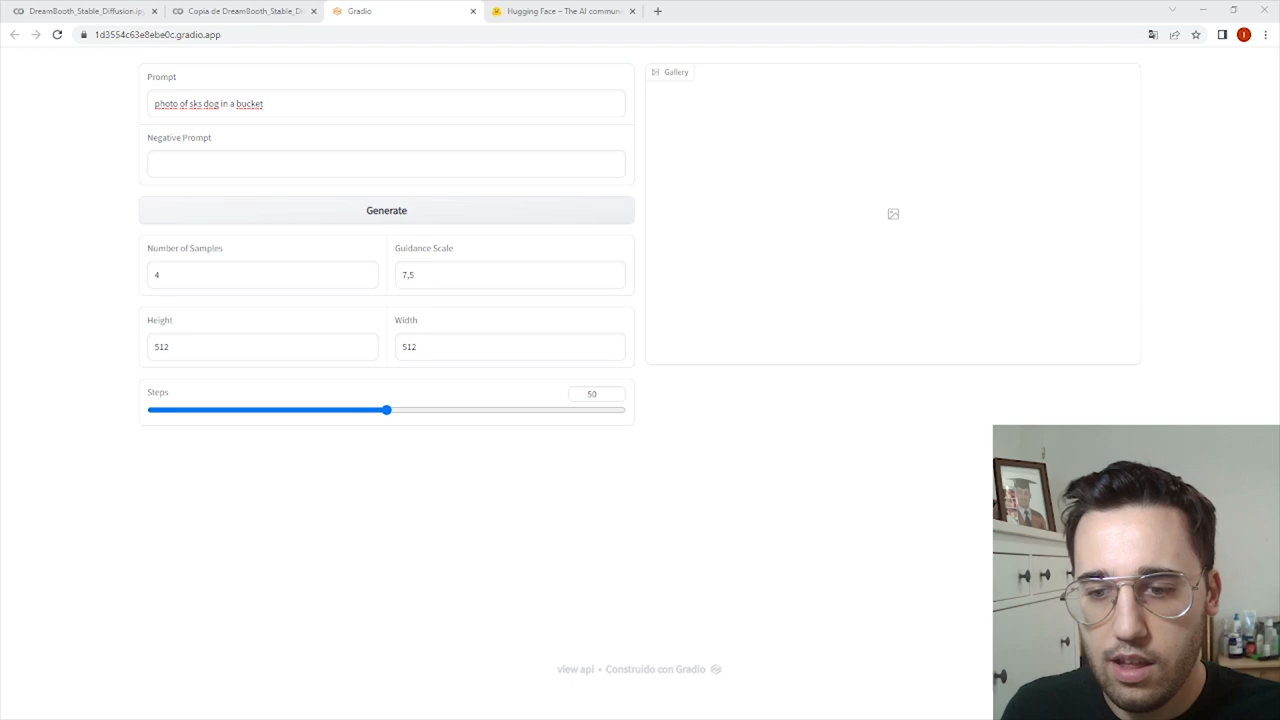 DreamBooth_Stable_Diffusion.ip
Copia de DreamBooth_Stable_Di
Gradio
Hugging Face – The AI commun
1d3554c63e8ebe0c.gradio.app
Prompt
photo of sks dog in a bucket
Negative Prompt
Generate
Number of Samples
4
Guidance Scale
7,5
Height
512
Width
512
Steps
50
Gallery
view api • Construido con Gradio